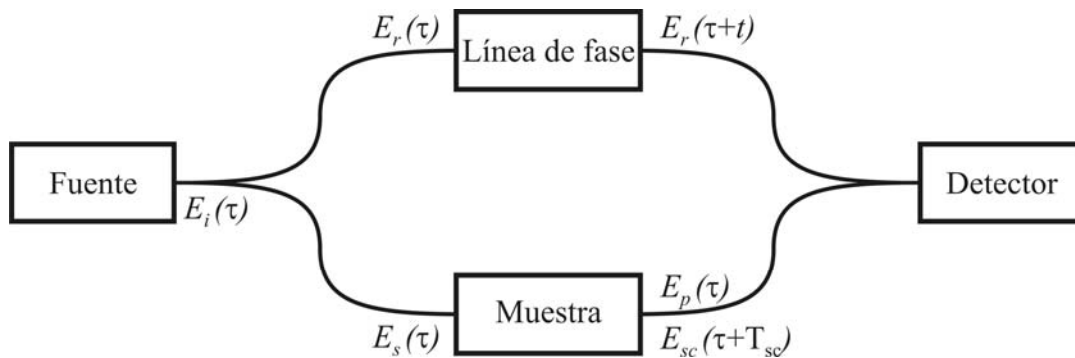 E_r(τ)
Línea de fase
E_r(τ+t)
Fuente
E_i(τ)
Detector
E_s(τ)
Muestra
E_p(τ)
E_sc(τ+T_sc)